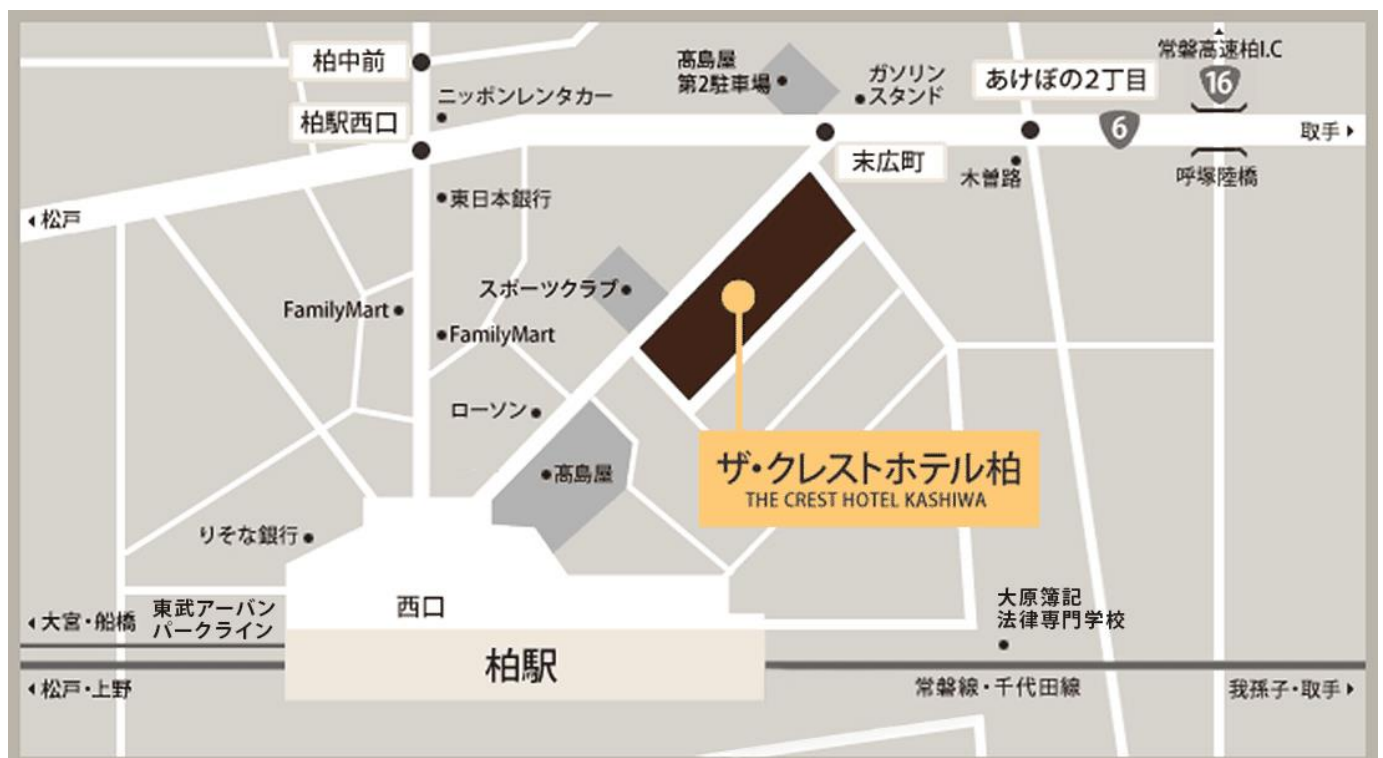 常磐高速柏I.C
16
柏中前
髙島屋
第2駐車場
ガソリン
スタンド
あけぼの2丁目
ニッポンレンタカー
柏駅西口
6
取手
末広町
木曽路
呼塚陸橋
東日本銀行
松戸
スポーツクラブ
FamilyMart
FamilyMart
ローソン
髙島屋
ザ・クレストホテル柏
THE CREST HOTEL KASHIWA
りそな銀行
西口
大宮・船橋
東武アーバン
パークライン
大原簿記
法律専門学校
柏駅
松戸・上野
常磐線・千代田線
我孫子・取手